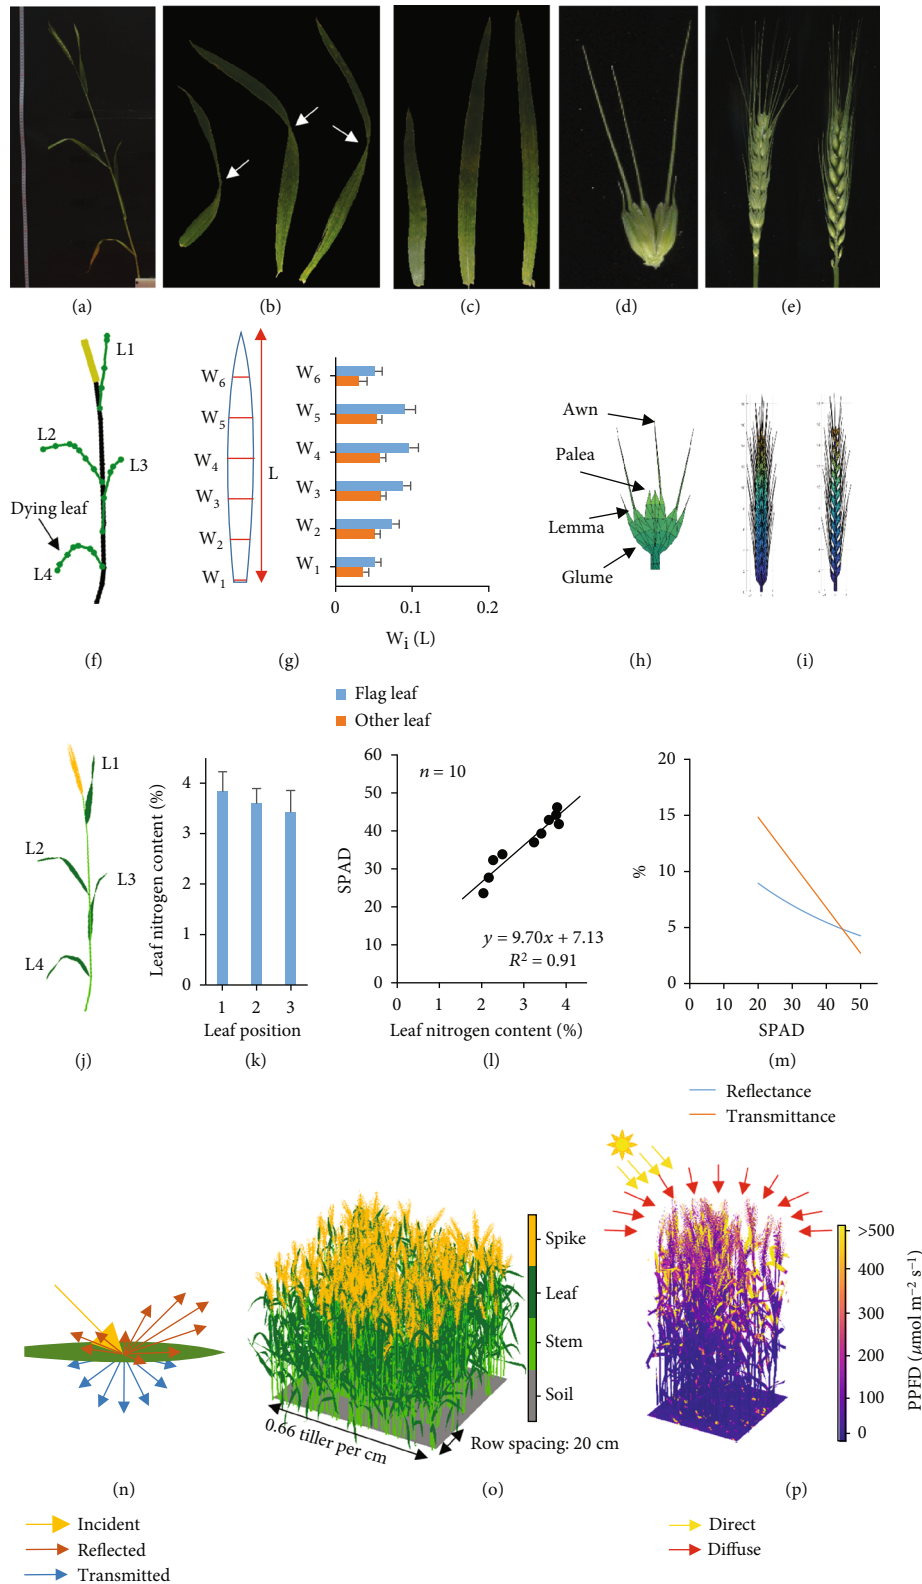 (a)
(b)
(c)
(d)
(e)
L1
L2
L3
Dying leaf
L4
(f)
W6
W5
W4
W3
W2
W1
L
W6
W5
W4
W3
W2
W1
0
0.1
0.2
Wi (L)
(g)
Flag leaf
Other leaf
Awn
Palea
Lemma
Glume
(h)
(i)
L1
L2
L3
L4
(j)
Leaf nitrogen content (%)
4
3
2
1
0
1 2 3
Leaf position
(k)
SPAD
60
50
40
30
20
10
0
n = 10
y = 9.70x + 7.13
R² = 0.91
0 1 2 3 4
Leaf nitrogen content (%)
(l)
%
20
15
10
5
0
0 10 20 30 40 50
SPAD
(m)
Reflectance
Transmittance
(n)
Incident
Reflected
Transmitted
Spike
Leaf
Stem
Soil
0.66 tiller per cm
Row spacing: 20 cm
(o)
>500
400
300
200
100
0
PPFD (μmol m⁻² s⁻¹)
(p)
Direct
Diffuse